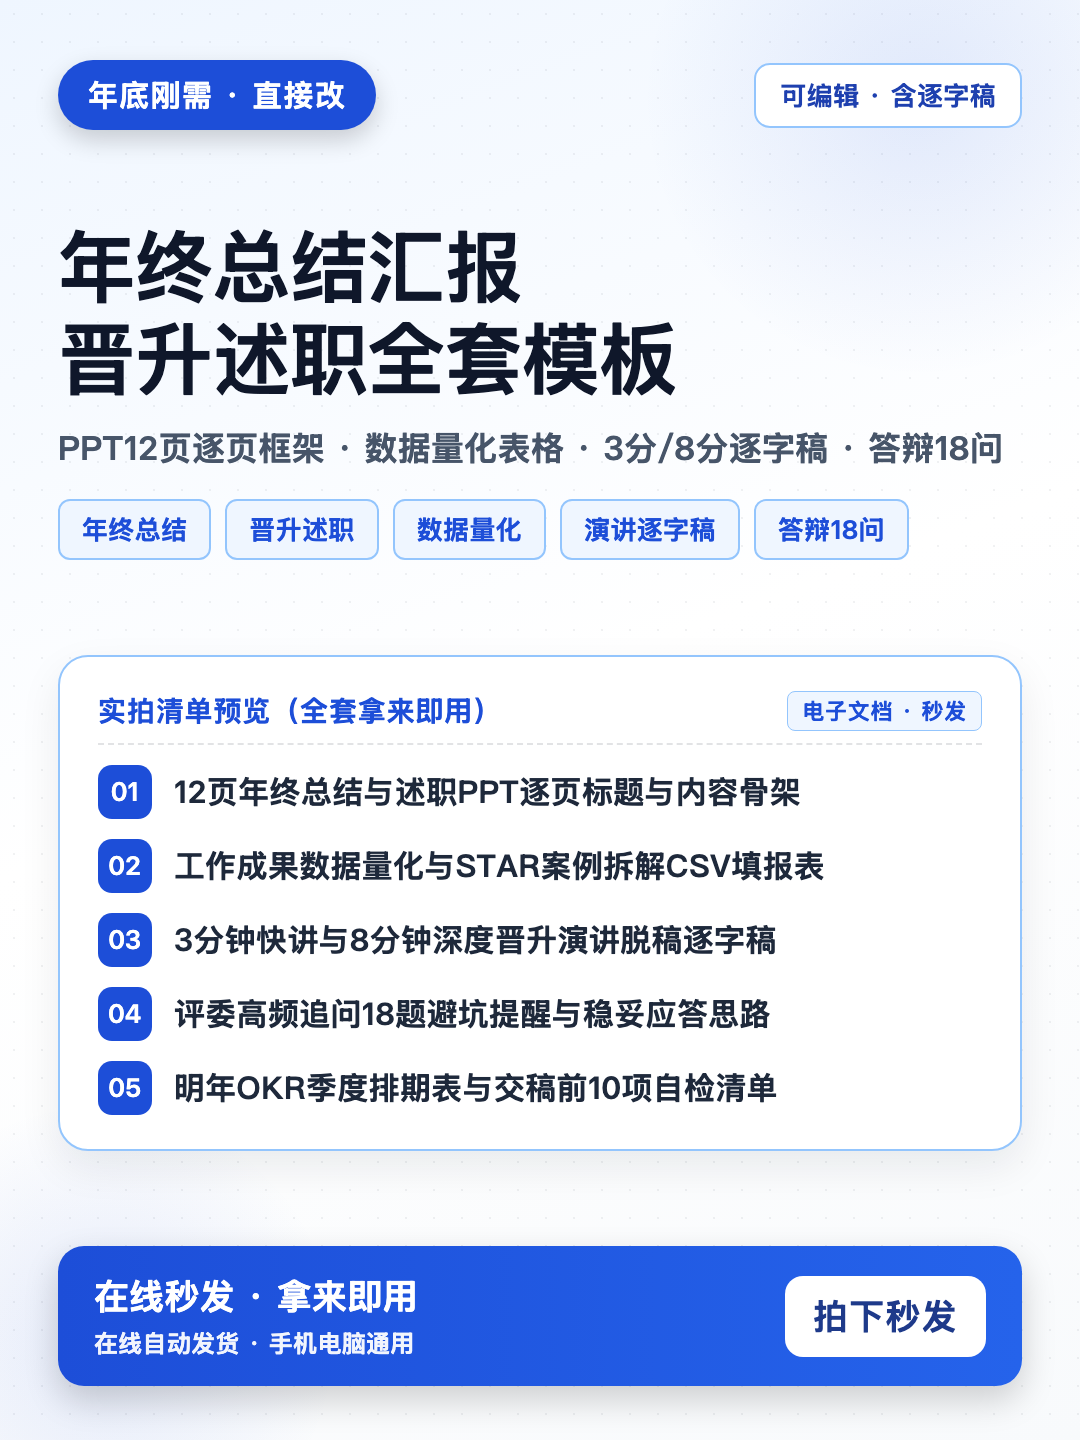 年底刚需 · 直接改
可编辑 · 含逐字稿
年终总结汇报
晋升述职全套模板
PPT12页逐页框架 · 数据量化表格 · 3分/8分逐字稿 · 答辩18问
年终总结
晋升述职
数据量化
演讲逐字稿
答辩18问
实拍清单预览（全套拿来即用）
电子文档 · 秒发
01 12页年终总结与述职PPT逐页标题与内容骨架
02 工作成果数据量化与STAR案例拆解CSV填报表
03 3分钟快讲与8分钟深度晋升演讲脱稿逐字稿
04 评委高频追问18题避坑提醒与稳妥应答思路
05 明年OKR季度排期表与交稿前10项自检清单
在线秒发 · 拿来即用
在线自动发货 · 手机电脑通用
拍下秒发